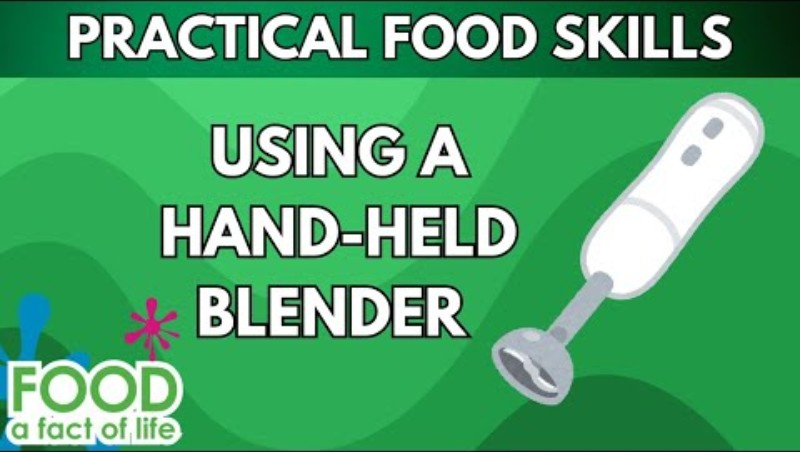 PRACTICAL FOOD SKILLS
USING A
HAND-HELD
BLENDER
FOOD
a fact of life